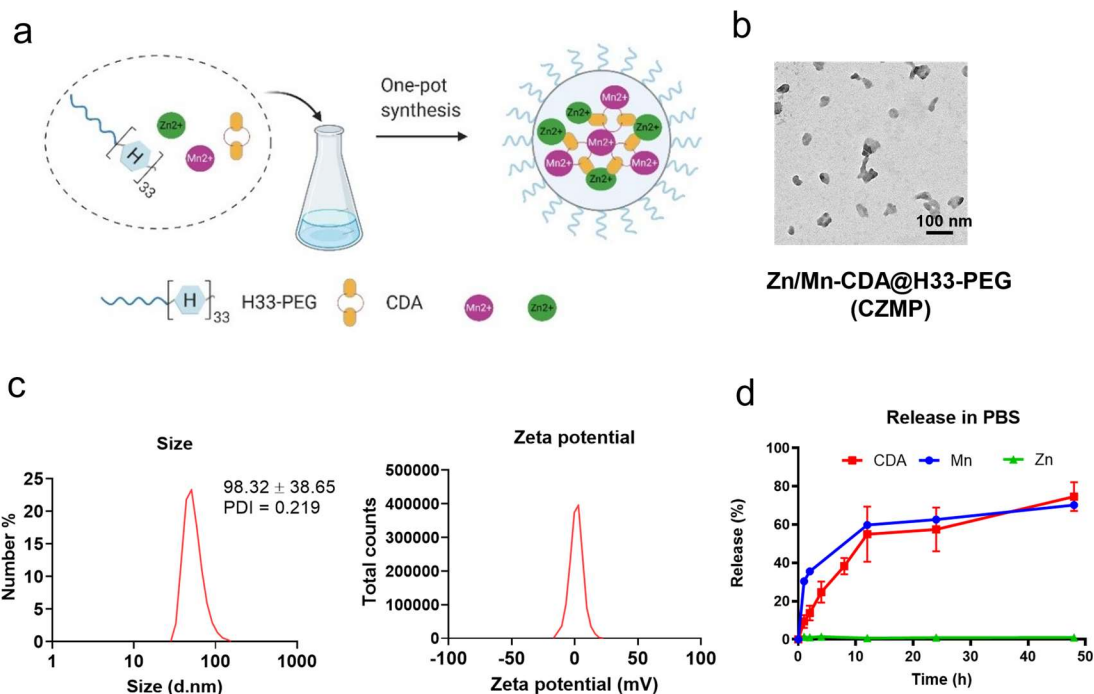 a
One-pot
synthesis
H
33
Zn2+
Mn2+
Mn2+
Zn2+
Zn2+
Zn2+
Mn2+
Mn2+
Mn2+
Zn2+
H
33
H33-PEG
CDA
Mn2+
Zn2+
b
100 nm
Zn/Mn-CDA@H33-PEG
(CZMP)
c
Size
98.32 ± 38.65
PDI = 0.219
Number %
25
20
15
10
5
0
1
10
100
1000
Size (d.nm)
Zeta potential
Total counts
500000
400000
300000
200000
100000
0
-100
-50
0
50
100
Zeta potential (mV)
d
Release in PBS
CDA
Mn
Zn
Release (%)
100
80
60
40
20
0
0
10
20
30
40
50
Time (h)